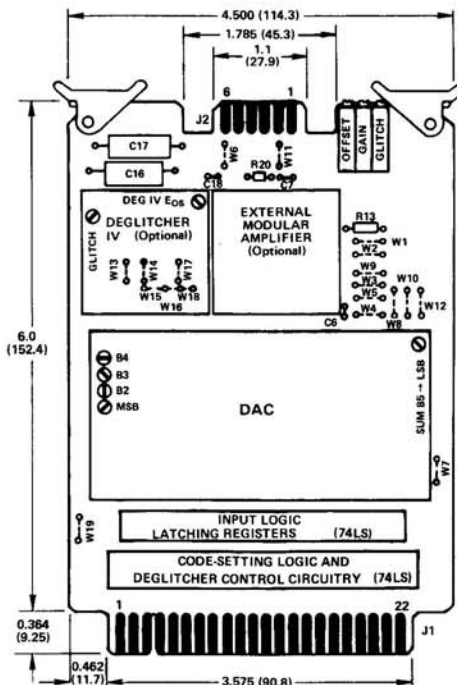 4.500 (114.3)
1.785 (45.3)
1.1
(27.9)
6 1
J2
OFFSET
GAIN
GLITCH
C17
C16
W6
W11
R20
C18
C7
DEG IV EOS
DEGLITCHER
IV (Optional)
GLITCH
W13
W14
W17
W15
W18
W16
EXTERNAL
MODULAR
AMPLIFIER
(Optional)
R13
W1
W2
W9
W3
W5
W4
C6
W10
W8
W12
6.0
(152.4)
B4
B3
B2
MSB
DAC
SUM B5 → LSB
W7
W19
INPUT LOGIC
LATCHING REGISTERS (74LS)
CODE-SETTING LOGIC AND
DEGLITCHER CONTROL CIRCUITRY (74LS)
1 22
J1
0.364
(9.25)
0.462
(11.7)
3.575 (90.8)